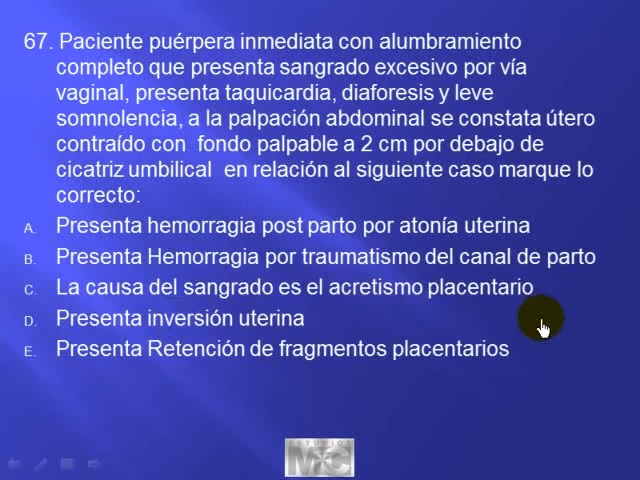 67. Paciente puérpera inmediata con alumbramiento
completo que presenta sangrado excesivo por vía
vaginal, presenta taquicardia, diaforesis y leve
somnolencia, a la palpación abdominal se constata útero
contraído con fondo palpable a 2 cm por debajo de
cicatriz umbilical en relación al siguiente caso marque lo
correcto:
A. Presenta hemorragia post parto por atonía uterina
B. Presenta Hemorragia por traumatismo del canal de parto
C. La causa del sangrado es el acretismo placentario
D. Presenta inversión uterina
E. Presenta Retención de fragmentos placentarios
ESTUDIOS
MC